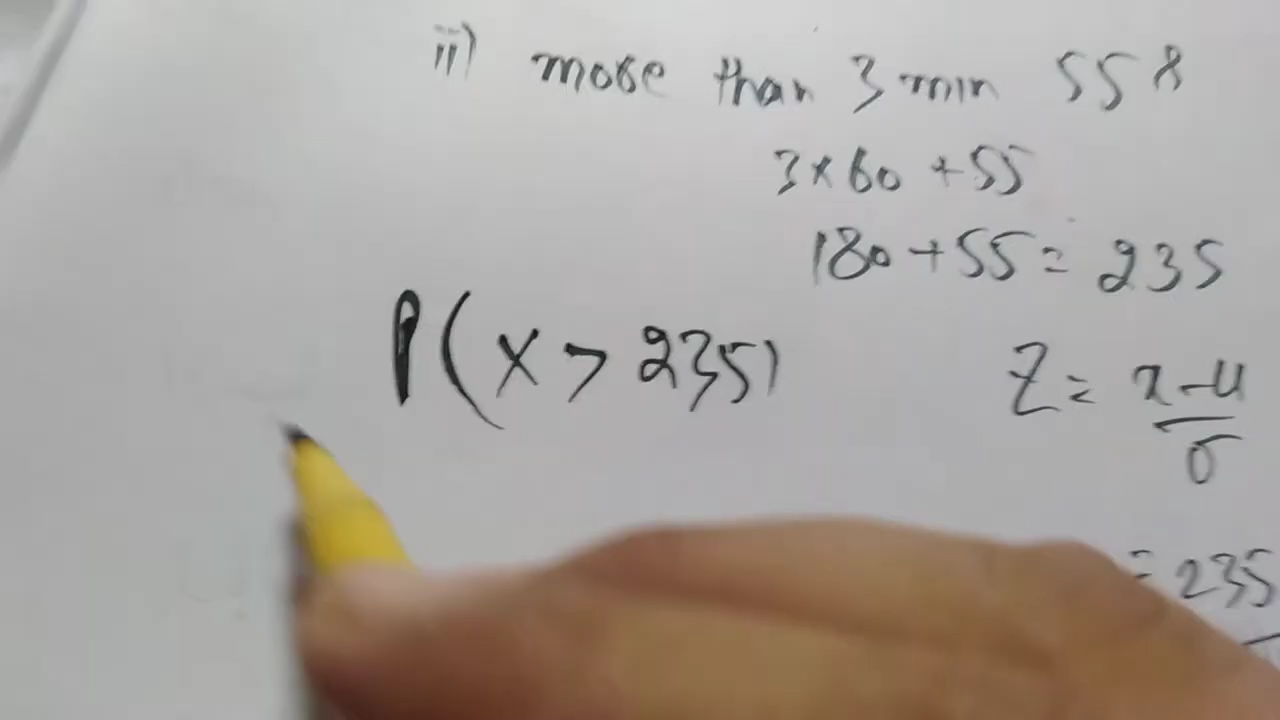 ii) more than 3 min 55 s
3×60 +55
180+55 = 235
P(X > 235)
Z = x-μ
σ
= 235